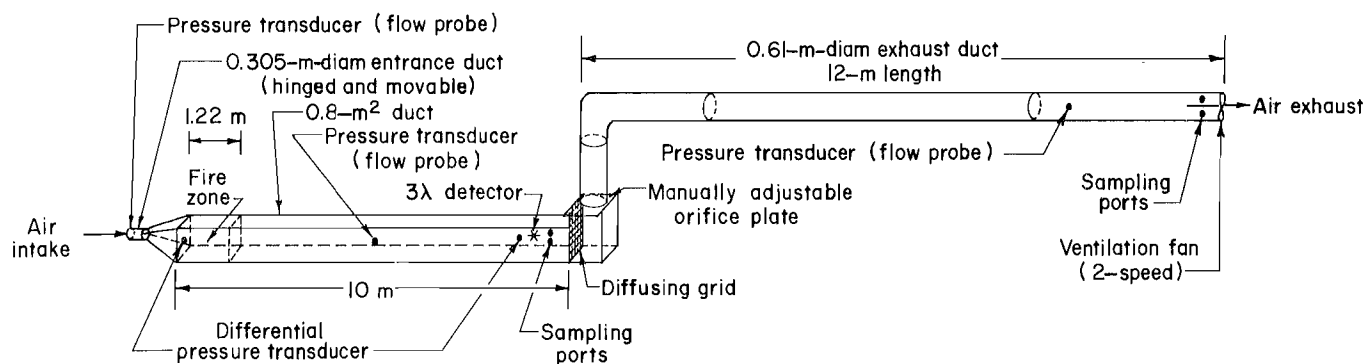 Pressure transducer (flow probe)
0.305-m-diam entrance duct
(hinged and movable)
0.8-m² duct
1.22 m
Pressure transducer
(flow probe)
Fire
zone
3λ detector
Air
intake
10 m
Differential
pressure transducer
Sampling
ports
Diffusing grid
Manually adjustable
orifice plate
0.61-m-diam exhaust duct
12-m length
Air exhaust
Pressure transducer (flow probe)
Sampling
ports
Ventilation fan
(2-speed)